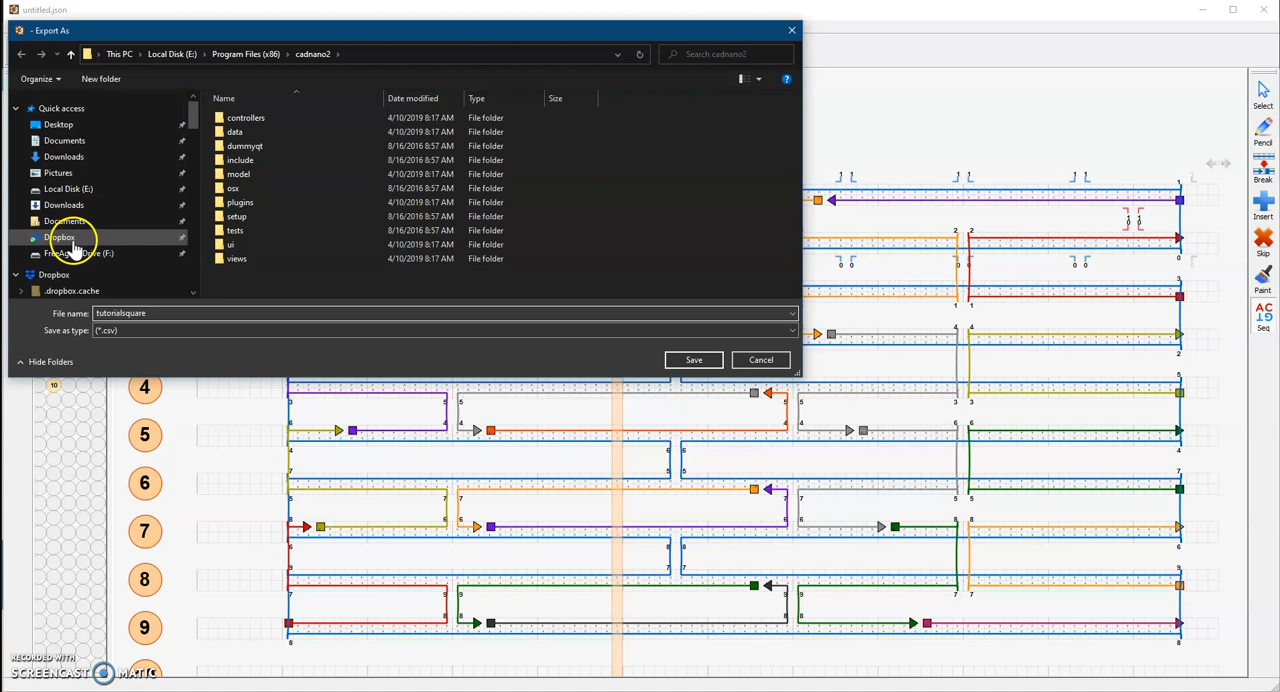 untitled.json
- Export As
This PC > Local Disk (E:) > Program Files (x86) > cadnano2 >
Search cadnano2
Organize
New folder
Name
Date modified
Type
Size
Quick access
Desktop
Documents
Downloads
Pictures
Local Disk (E:)
Downloads
Documents
Dropbox
Drive (F:)
Dropbox
.dropbox.cache
controllers 4/10/2019 8:17 AM File folder
data 4/10/2019 8:17 AM File folder
dummyqt 8/16/2016 8:57 AM File folder
include 8/16/2016 8:57 AM File folder
model 4/10/2019 8:17 AM File folder
osx 8/16/2016 8:57 AM File folder
plugins 4/10/2019 8:17 AM File folder
setup 8/16/2016 8:57 AM File folder
tests 8/16/2016 8:57 AM File folder
ui 4/10/2019 8:17 AM File folder
views 4/10/2019 8:17 AM File folder
File name: tutorialsquare
Save as type: (*.csv)
Hide Folders
Save
Cancel
Select
Pencil
Break
Insert
Skip
Paint
AC
GT
Seq
10
4
5
6
7
8
9
RECORDED WITH
SCREENCAST MATIC